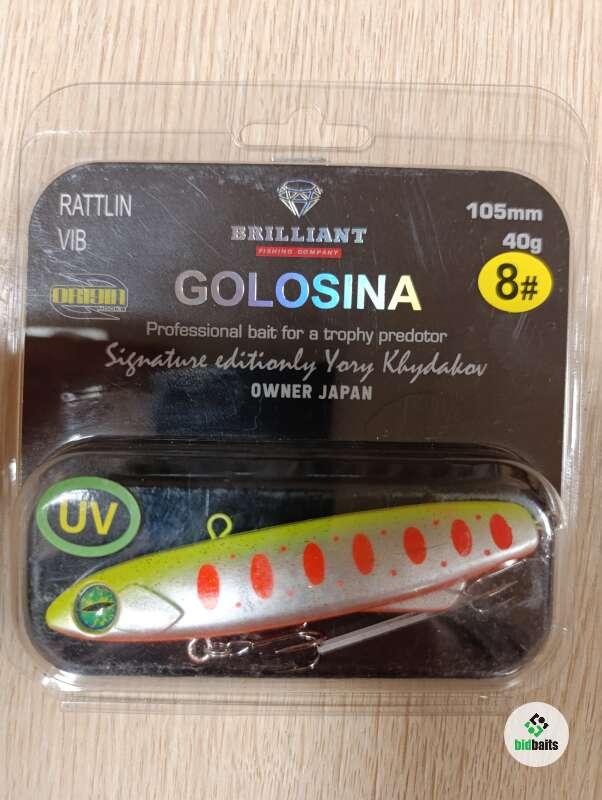 RATTLIN
VIB
BRILLIANT
FISHING COMPANY
105mm
40g
8#
ORIGIN
GOLOSINA
Professional bait for a trophy predotor
Signature editionly Yory Khydakov
OWNER JAPAN
UV
bidbaits